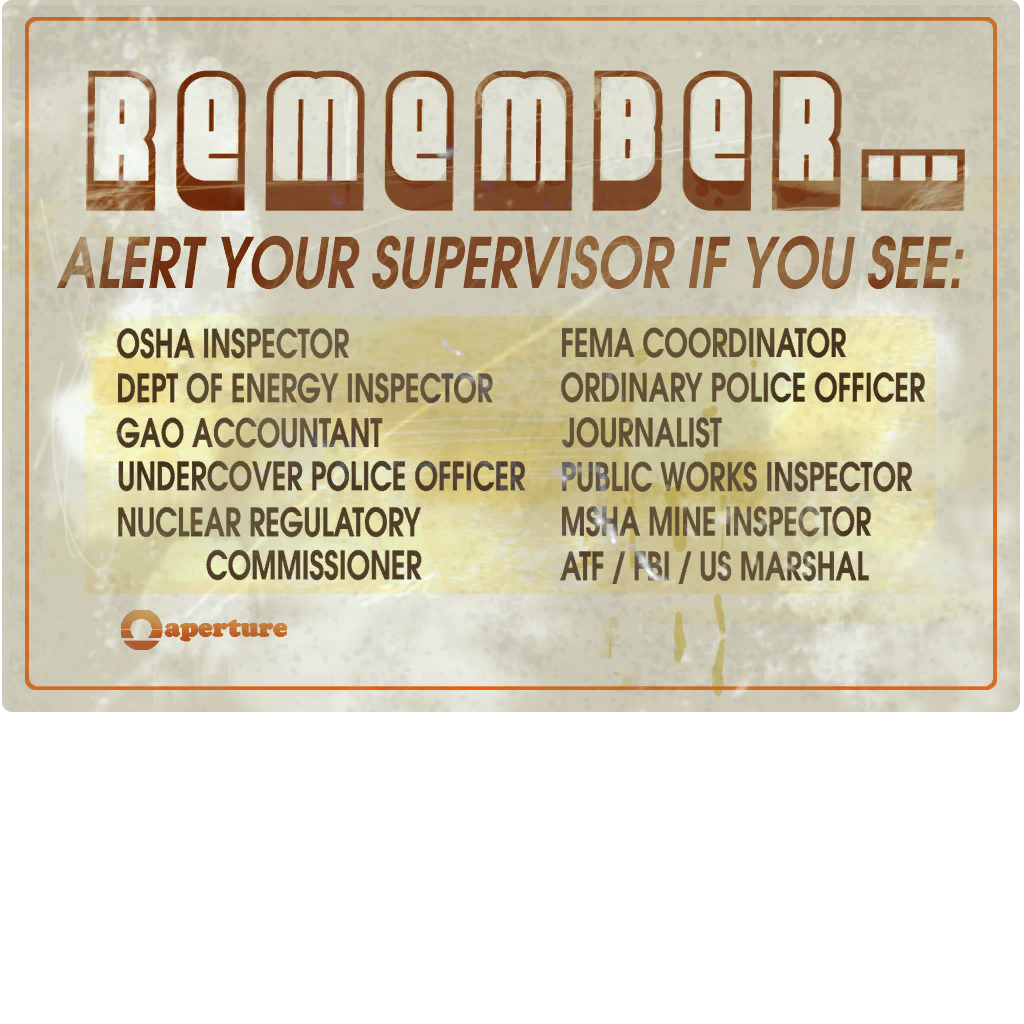 REMEMBER...
ALERT YOUR SUPERVISOR IF YOU SEE:
OSHA INSPECTOR
DEPT OF ENERGY INSPECTOR
GAO ACCOUNTANT
UNDERCOVER POLICE OFFICER
NUCLEAR REGULATORY
COMMISSIONER
FEMA COORDINATOR
ORDINARY POLICE OFFICER
JOURNALIST
PUBLIC WORKS INSPECTOR
MSHA MINE INSPECTOR
ATF / FBI / US MARSHAL
aperture